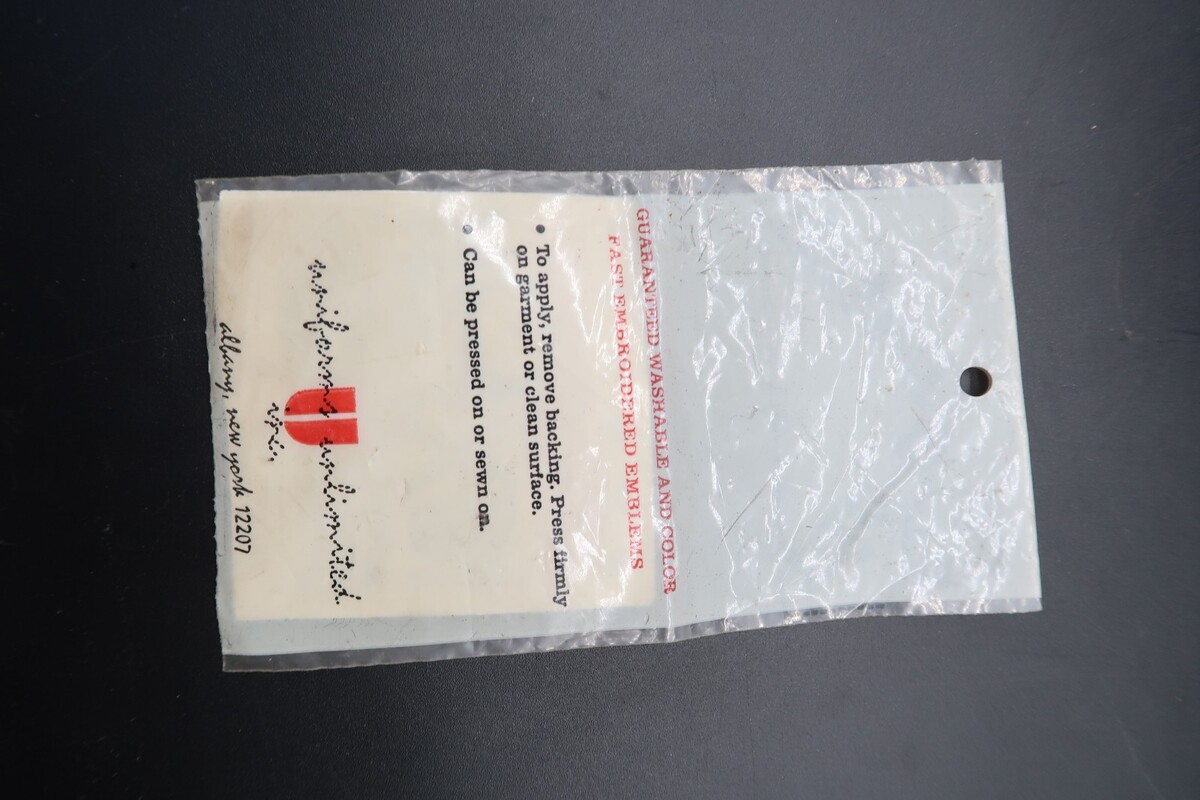 GUARANTEED WASHABLE AND COLOR
FAST EMBROIDERED EMBLEMS
• To apply, remove backing. Press firmly
on garment or clean surface.
• Can be pressed on or sewn on.
uniforms unlimited
inc.
albany, new york 12207